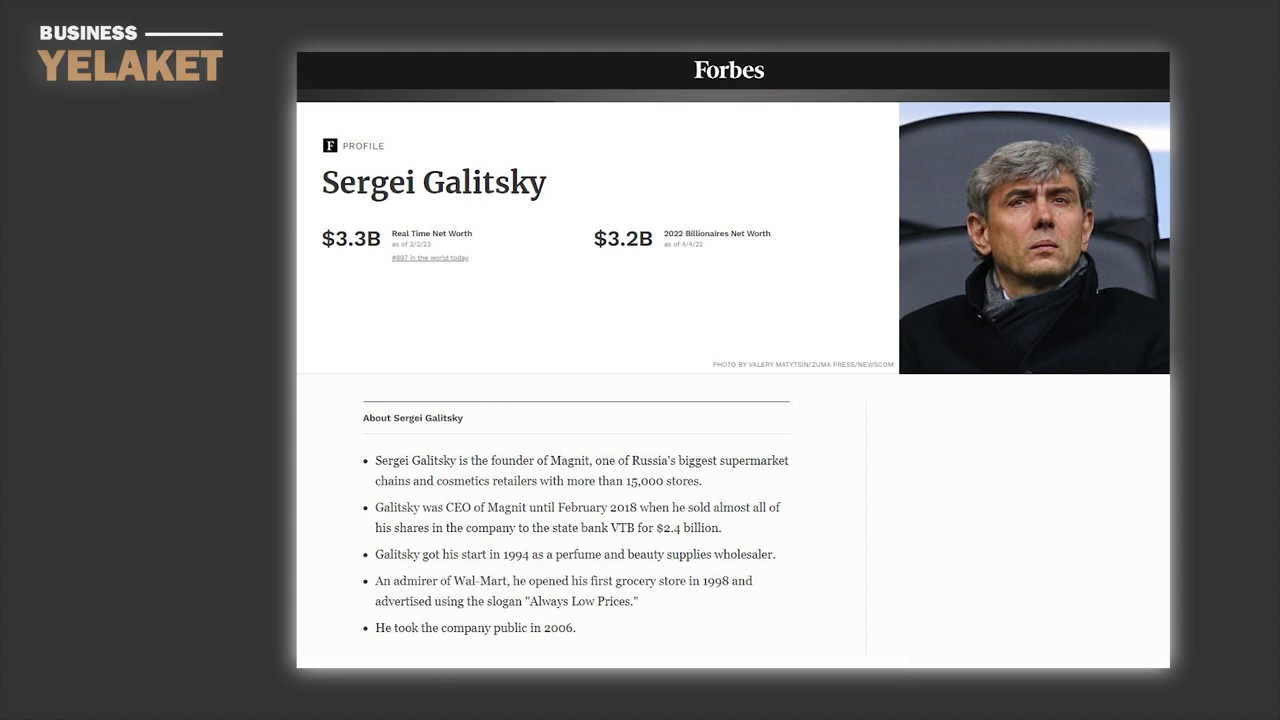 BUSINESS
YELAKET
Forbes
F PROFILE
Sergei Galitsky
$3.3B
Real Time Net Worth
as of 2/2/23
#897 in the world today
$3.2B
2022 Billionaires Net Worth
as of 4/4/22
PHOTO BY VALERY MATYTSIN/ZUMA PRESS/NEWSCOM
About Sergei Galitsky
• Sergei Galitsky is the founder of Magnit, one of Russia's biggest supermarket
chains and cosmetics retailers with more than 15,000 stores.
• Galitsky was CEO of Magnit until February 2018 when he sold almost all of
his shares in the company to the state bank VTB for $2.4 billion.
• Galitsky got his start in 1994 as a perfume and beauty supplies wholesaler.
• An admirer of Wal-Mart, he opened his first grocery store in 1998 and
advertised using the slogan "Always Low Prices."
• He took the company public in 2006.